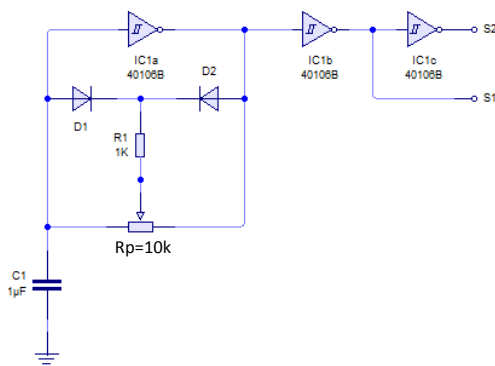 IC1a
40106B
IC1b
40106B
IC1c
40106B
S2
S1
D1
D2
R1
1K
Rp=10k
C1
1µF